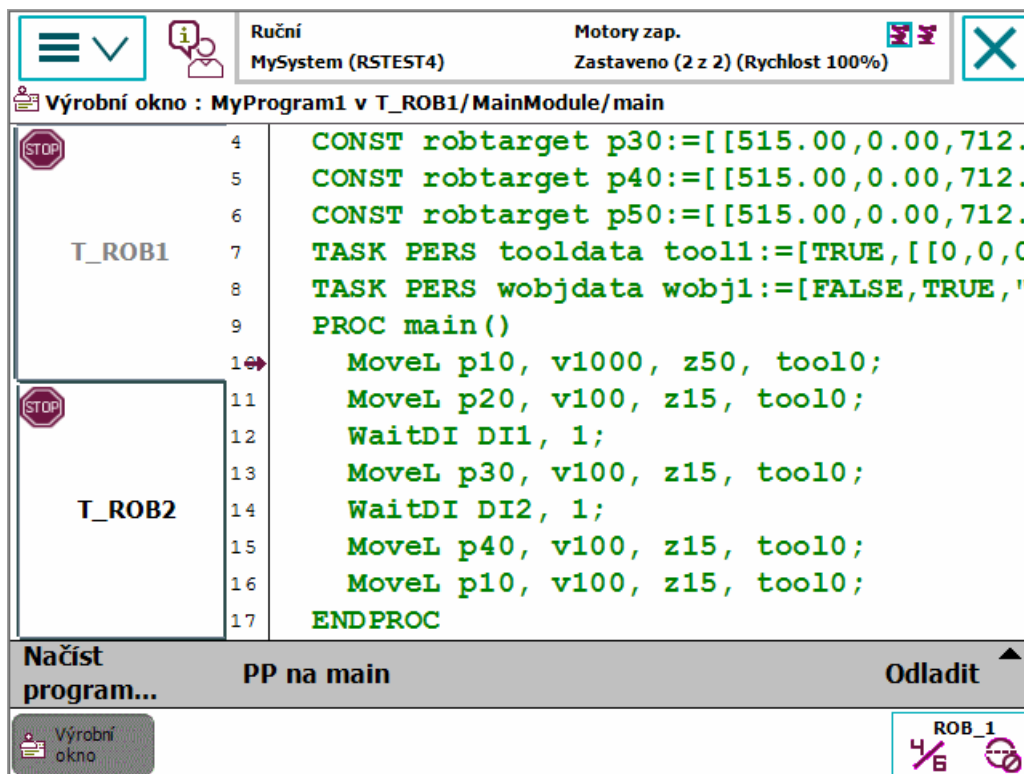 Ruční
MySystem (RSTEST4)
Motory zap.
Zastaveno (2 z 2) (Rychlost 100%)
Výrobní okno : MyProgram1 v T_ROB1/MainModule/main
STOP
T_ROB1
STOP
T_ROB2
4 CONST robtarget p30:=[[515.00,0.00,712.
5 CONST robtarget p40:=[[515.00,0.00,712.
6 CONST robtarget p50:=[[515.00,0.00,712.
7 TASK PERS tooldata tool1:=[TRUE,[[0,0,0
8 TASK PERS wobjdata wobj1:=[FALSE,TRUE,"
9 PROC main()
10 MoveL p10, v1000, z50, tool0;
11 MoveL p20, v100, z15, tool0;
12 WaitDI DI1, 1;
13 MoveL p30, v100, z15, tool0;
14 WaitDI DI2, 1;
15 MoveL p40, v100, z15, tool0;
16 MoveL p10, v100, z15, tool0;
17 ENDPROC
Načíst
program...
PP na main
Odladit
Výrobní
okno
ROB_1
4/6